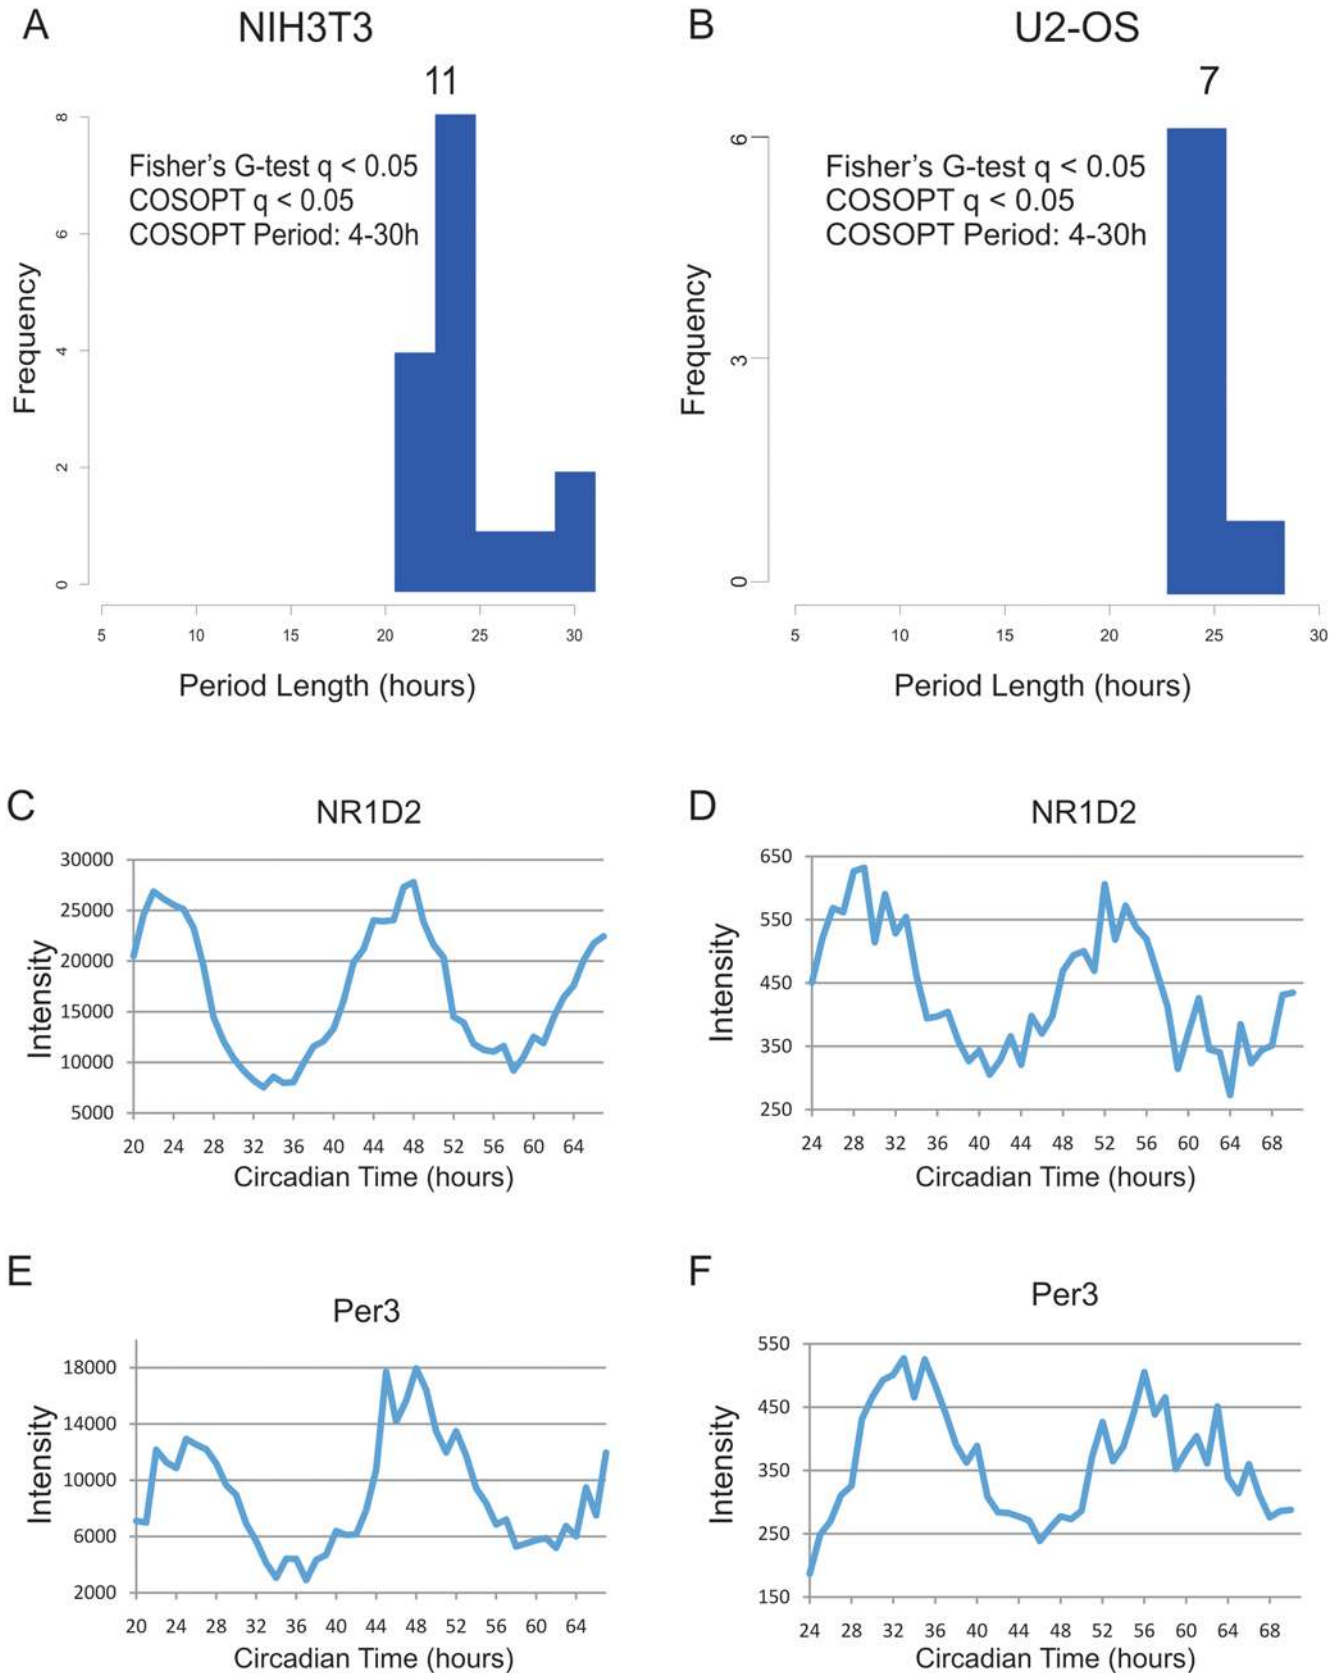 A
NIH3T3
11
Fisher's G-test q < 0.05
COSOPT q < 0.05
COSOPT Period: 4-30h
Frequency
8
6
4
2
0
5 10 15 20 25 30
Period Length (hours)
B
U2-OS
7
Fisher's G-test q < 0.05
COSOPT q < 0.05
COSOPT Period: 4-30h
Frequency
6
3
0
5 10 15 20 25 30
Period Length (hours)
C
NR1D2
Intensity
30000
25000
20000
15000
10000
5000
20 24 28 32 36 40 44 48 52 56 60 64
Circadian Time (hours)
D
NR1D2
Intensity
650
550
450
350
250
24 28 32 36 40 44 48 52 56 60 64 68
Circadian Time (hours)
E
Per3
Intensity
18000
14000
10000
6000
2000
20 24 28 32 36 40 44 48 52 56 60 64
Circadian Time (hours)
F
Per3
Intensity
550
450
350
250
150
24 28 32 36 40 44 48 52 56 60 64 68
Circadian Time (hours)